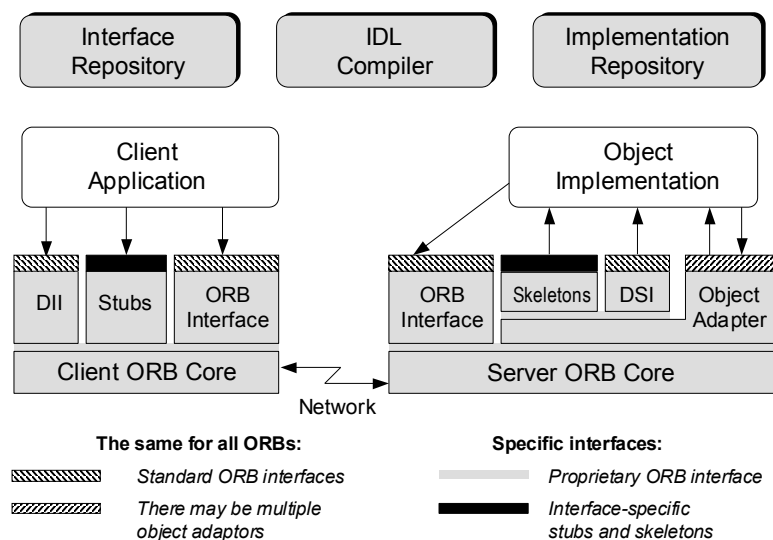 Interface
Repository
IDL
Compiler
Implementation
Repository
Client
Application
Object
Implementation
DII
Stubs
ORB
Interface
ORB
Interface
Skeletons
DSI
Object
Adapter
Client ORB Core
Server ORB Core
Network
The same for all ORBs:
Standard ORB interfaces
There may be multiple
object adaptors
Specific interfaces:
Proprietary ORB interface
Interface-specific
stubs and skeletons